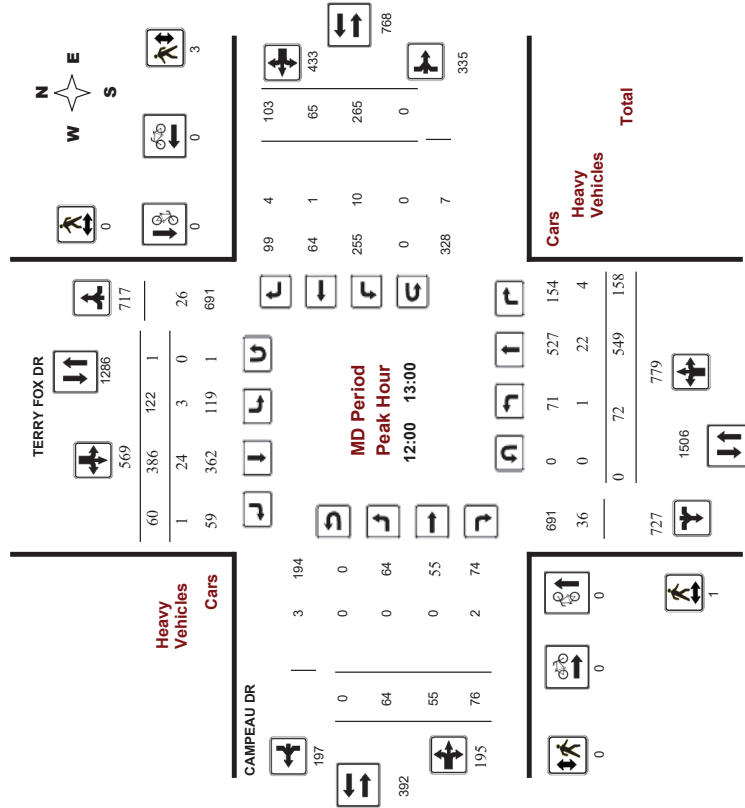 N
W E
S
3
0
0
0
TERRY FOX DR
1286
717
569
60 386 122 1
1 24 3 0 26
59 362 119 1 691
Heavy
Vehicles
Cars
768
433
335
99 4 103
64 1 65
255 10 265
0 0 0
328 7
MD Period
Peak Hour
12:00 13:00
CAMPEAU DR
197
392
195
3 194
0 0 0
64 0 64
55 0 55
76 2 74
Cars
Heavy
Vehicles
Total
691 0 71 527 154
36 0 1 22 4
0 72 549 158
727
1506
779
0
0
0
1